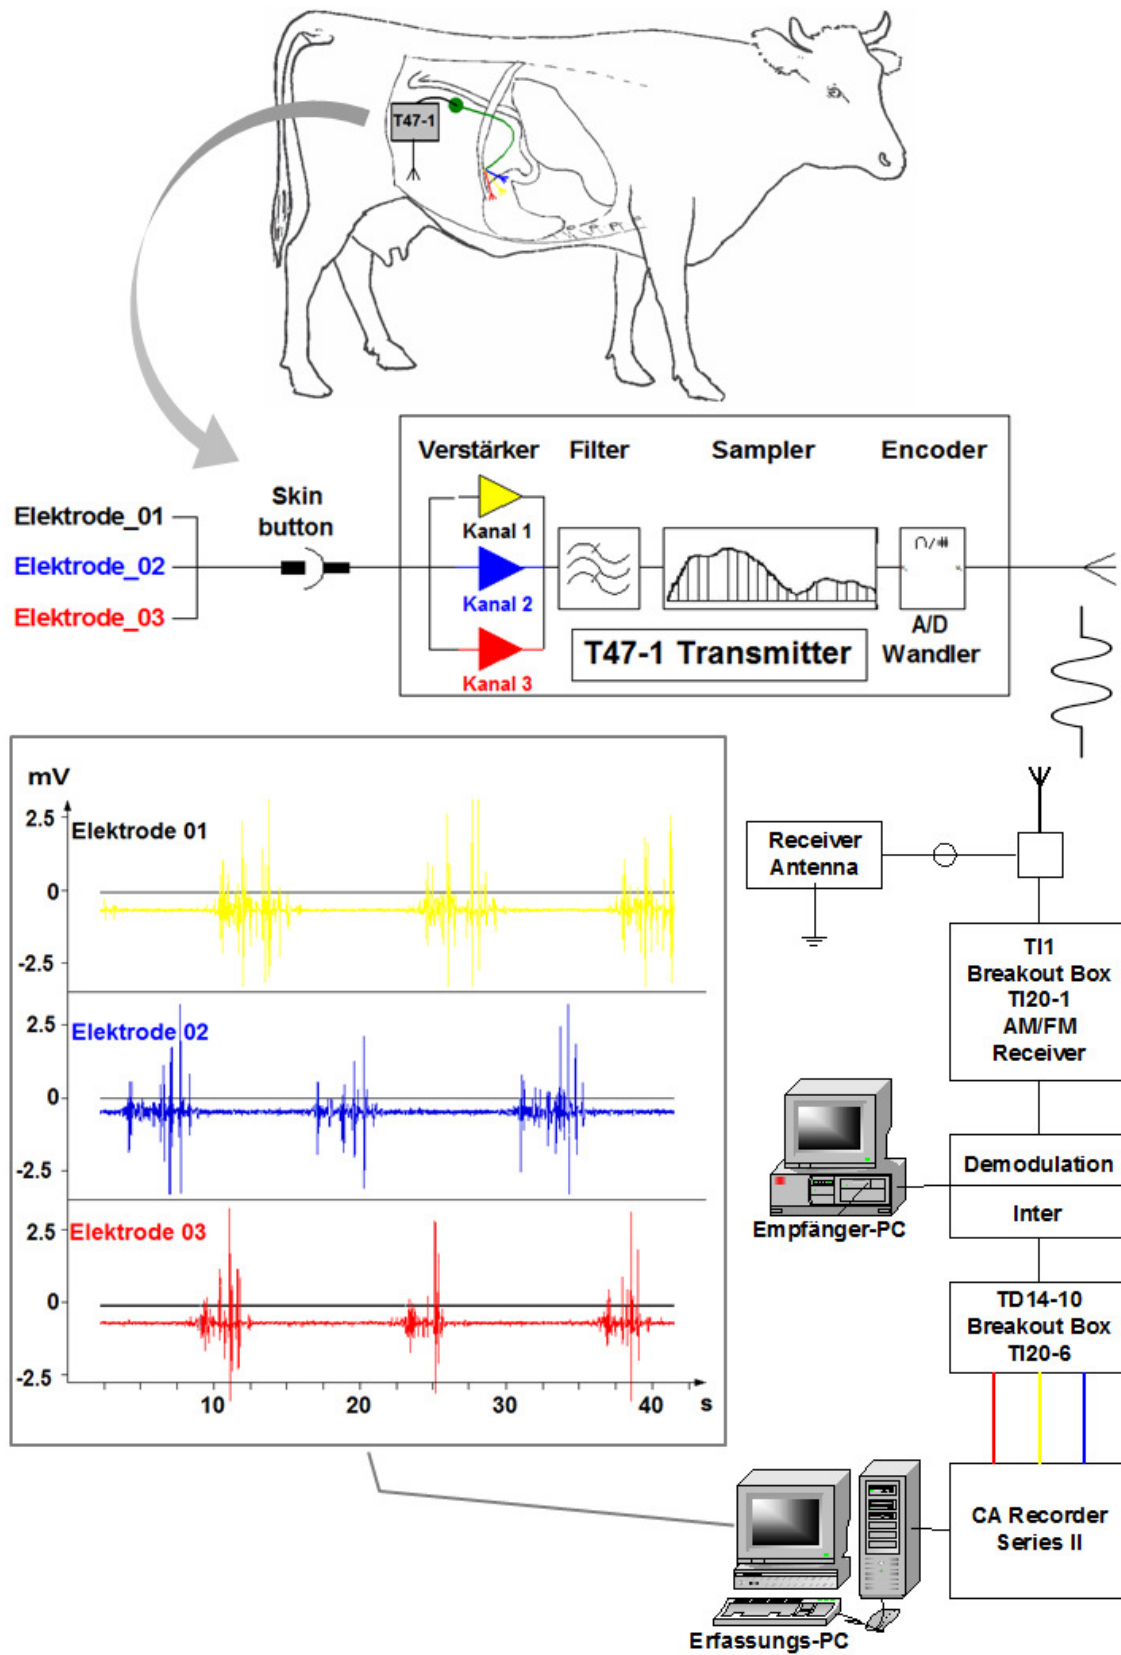 T47-1
Verstärker Filter Sampler Encoder
Skin
button
Elektrode_01
Elektrode_02
Elektrode_03
Kanal 1
Kanal 2
Kanal 3
∩/#
T47-1 Transmitter
A/D
Wandler
mV
2.5
Elektrode 01
0
-2.5
2.5
Elektrode 02
0
-2.5
2.5
Elektrode 03
0
-2.5
10 20 30 40 s
Receiver
Antenna
TI1
Breakout Box
TI20-1
AM/FM
Receiver
Demodulation
Inter
Empfänger-PC
TD14-10
Breakout Box
TI20-6
CA Recorder
Series II
Erfassungs-PC